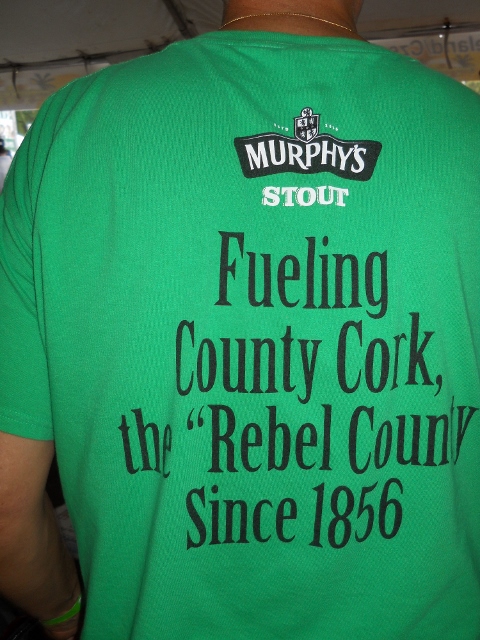 MURPHY'S
STOUT
Fueling
County Cork,
the "Rebel County
Since 1856